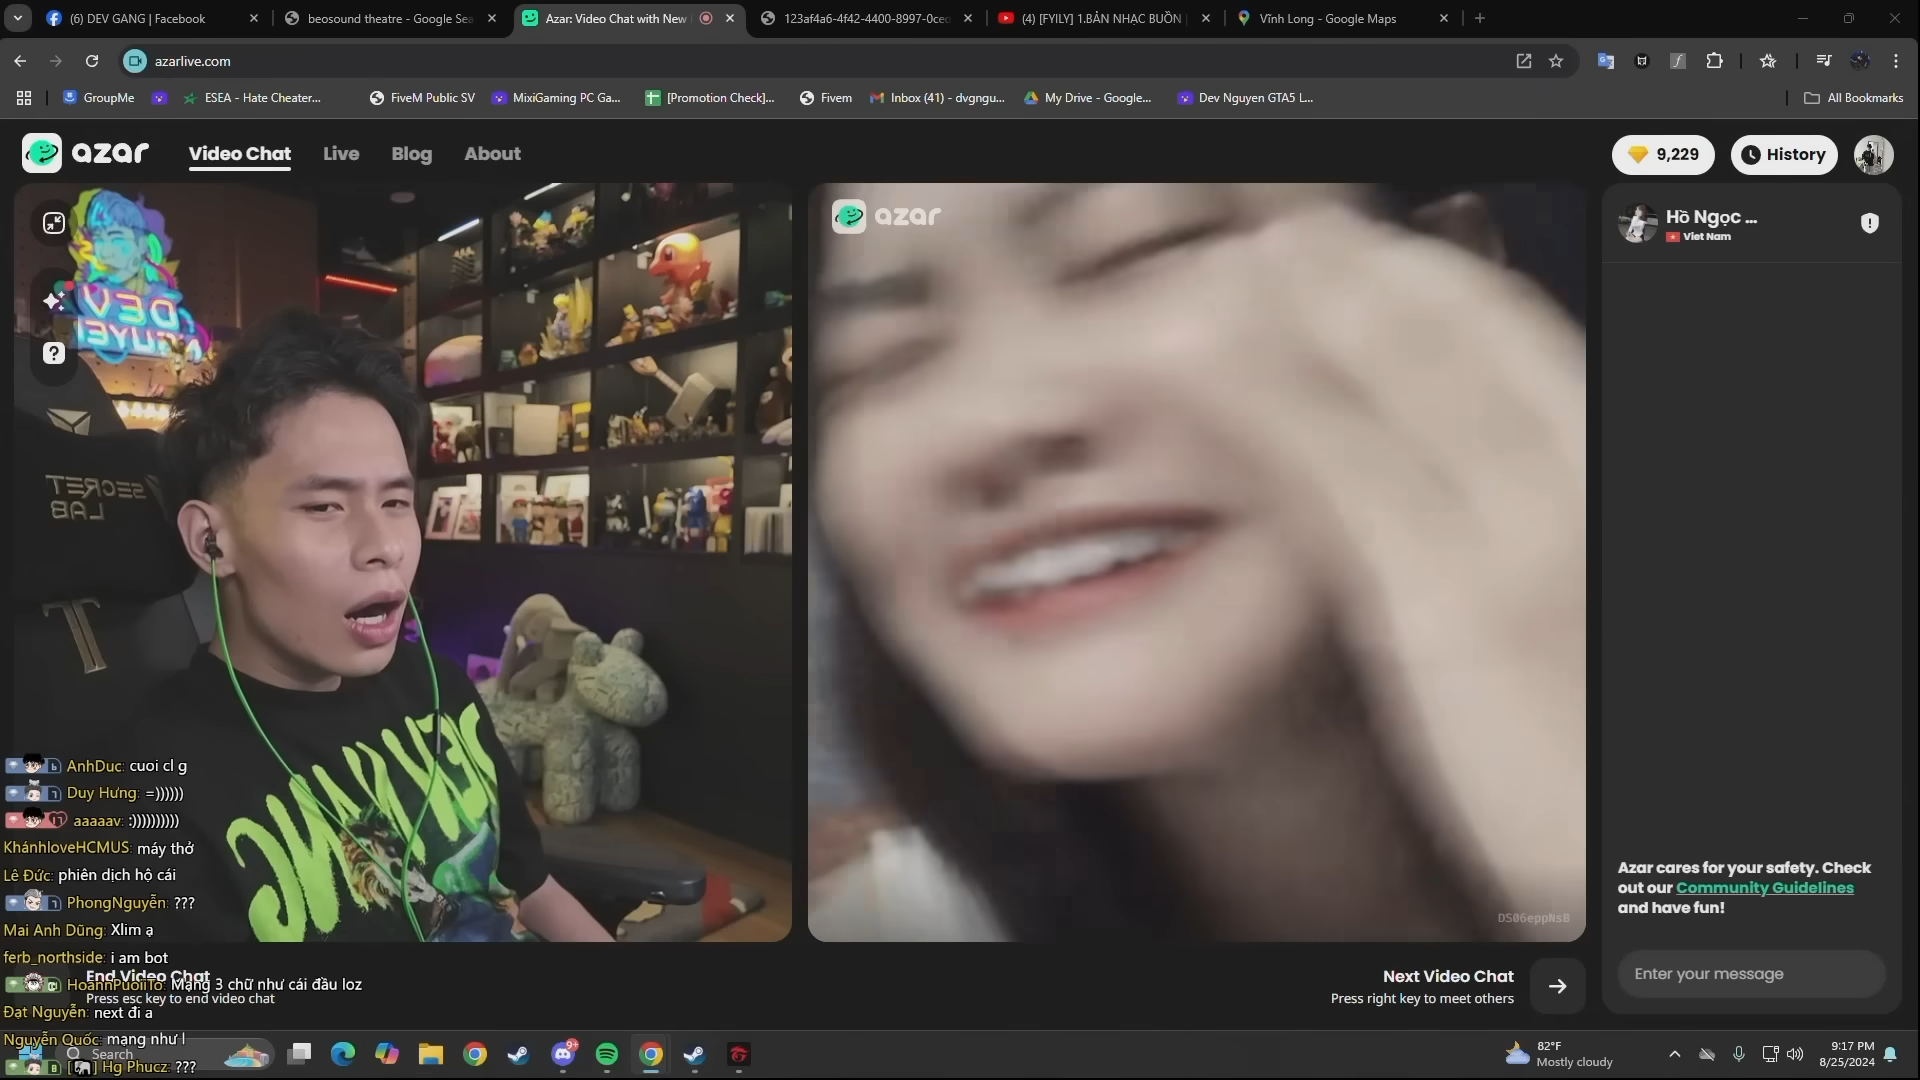 (6) DEV GANG | Facebook
beosound theatre - Google Sea
Azar: Video Chat with New
123af4a6-4f42-4400-8997-0ced
(4) [FYILY] 1.BẢN NHẠC BUỒN
Vĩnh Long - Google Maps
azarlive.com
GroupMe
ESEA - Hate Cheater...
FiveM Public SV
MixiGaming PC Ga...
[Promotion Check]...
Fivem
Inbox (41) - dvgngu...
My Drive - Google...
Dev Nguyen GTA5 L...
All Bookmarks
azar
Video Chat
Live
Blog
About
9,229
History
azar
Hồ Ngọc ...
Viet Nam
DEV
SECRET
LAB
AnhDuc: cuoi cl g
Duy Hưng: =))))))
aaaaav: :))))))))))
KhánhloveHCMUS: máy thở
Lê Đức: phiên dịch hộ cái
PhongNguyễn: ???
Mai Anh Dũng: Xlim ạ
ferb_northside: i am bot
HoannPuoiiTo: Mạng 3 chữ như cái đầu loz
Đạt Nguyễn: next đi a
Nguyễn Quốc: mạng như l
Hg Phucz: ???
End Video Chat
Press esc key to end video chat
DS06eppNsB
Next Video Chat
Press right key to meet others
Azar cares for your safety. Check
out our Community Guidelines
and have fun!
Enter your message
Search
9+
82°F
Mostly cloudy
9:17 PM
8/25/2024